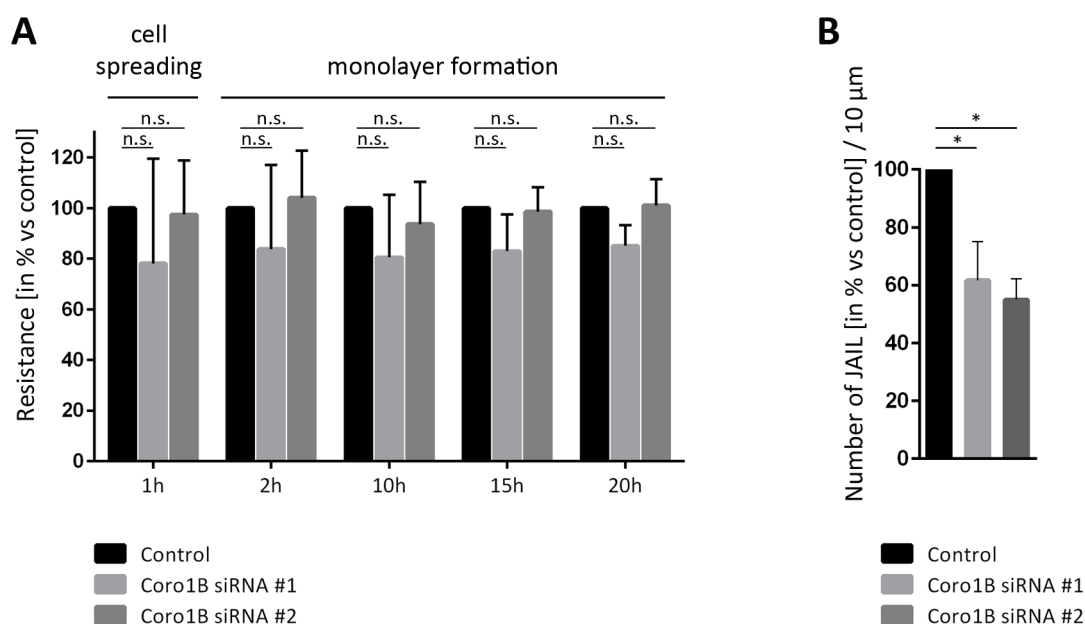 A
cell
spreading
monolayer formation
n.s.
n.s.
n.s.
n.s.
n.s.
n.s.
n.s.
n.s.
n.s.
n.s.
Resistance [in % vs control]
120
100
80
60
40
20
0
1h
2h
10h
15h
20h
Control
Coro1B siRNA #1
Coro1B siRNA #2
B
Number of JAIL [in % vs control] / 10 µm
*
*
100
80
60
40
20
0
Control
Coro1B siRNA #1
Coro1B siRNA #2